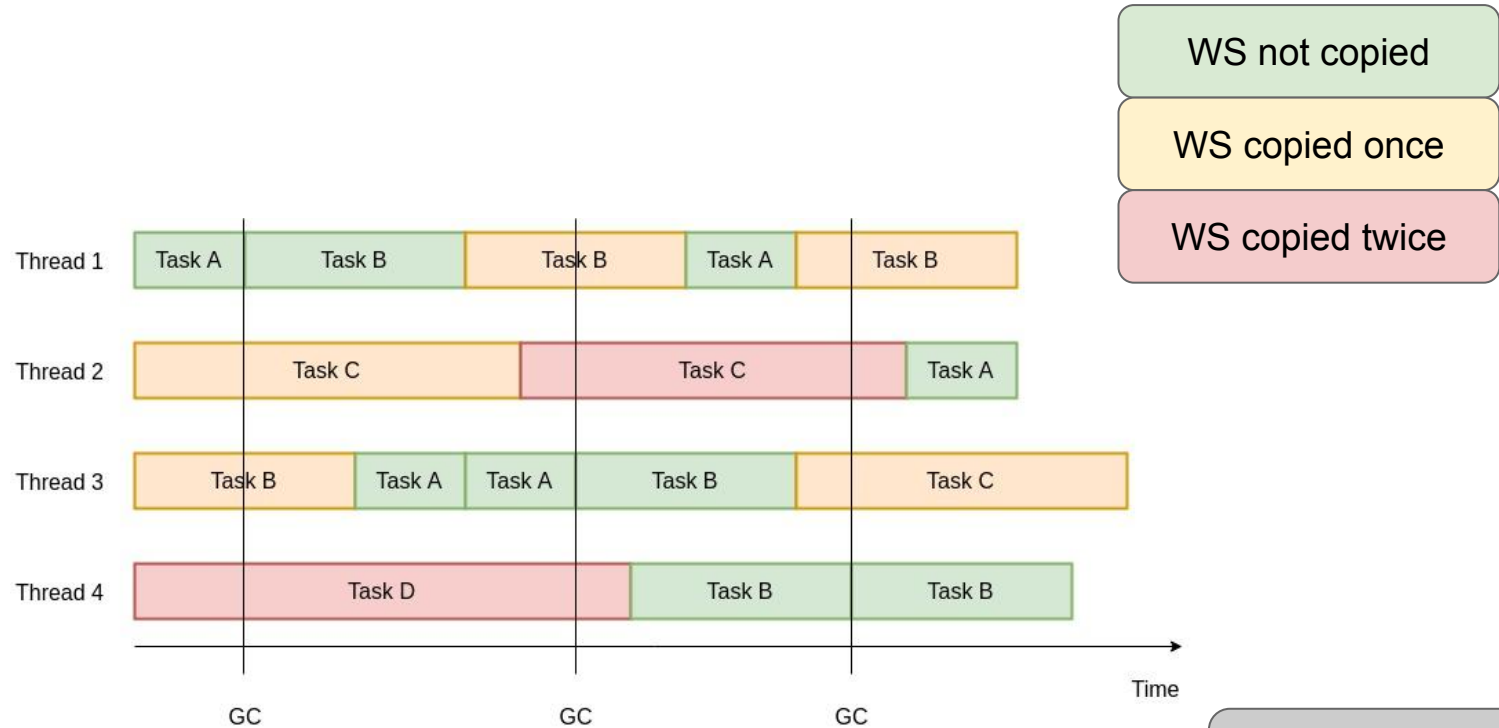 WS not copied
WS copied once
WS copied twice
Thread 1 Task A Task B Task B Task A Task B
Thread 2 Task C Task C Task A
Thread 3 Task B Task A Task A Task B Task C
Thread 4 Task D Task B Task B
Time
GC GC GC